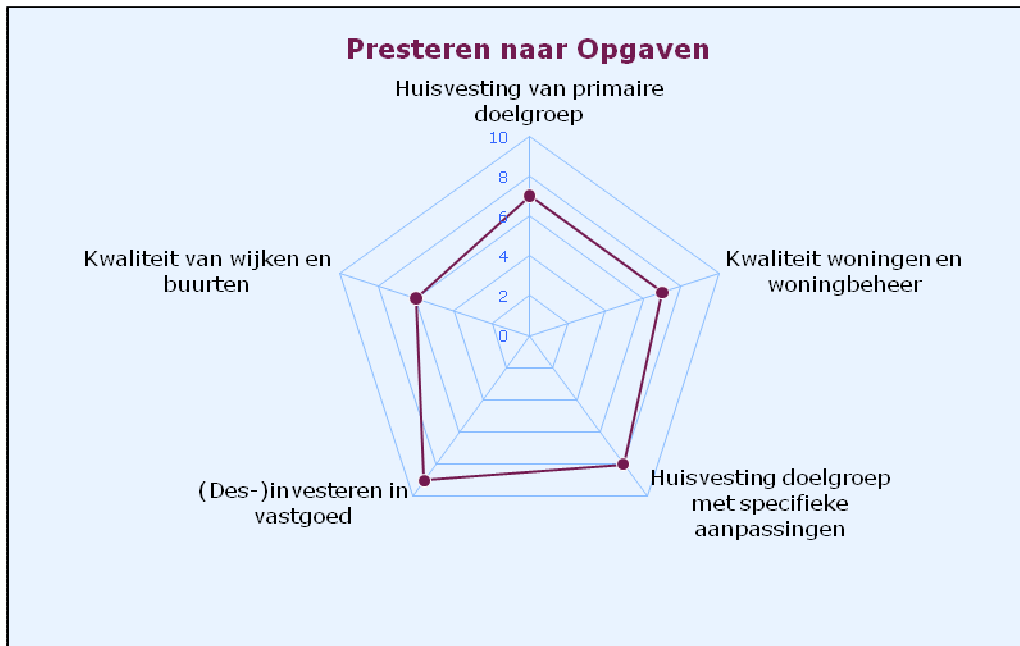 Presteren naar Opgaven
Huisvesting van primaire
doelgroep
10
8
6
4
2
0
Kwaliteit van wijken en
buurten
Kwaliteit woningen en
woningbeheer
(Des-)investeren in
vastgoed
Huisvesting doelgroep
met specifieke
aanpassingen